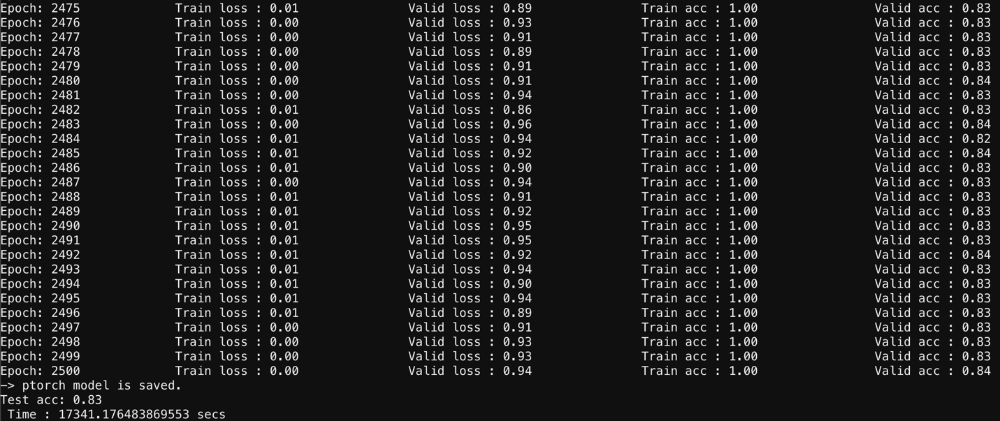 Epoch: 2475 Train loss : 0.01 Valid loss : 0.89 Train acc : 1.00 Valid acc : 0.83
Epoch: 2476 Train loss : 0.00 Valid loss : 0.93 Train acc : 1.00 Valid acc : 0.83
Epoch: 2477 Train loss : 0.00 Valid loss : 0.91 Train acc : 1.00 Valid acc : 0.83
Epoch: 2478 Train loss : 0.00 Valid loss : 0.89 Train acc : 1.00 Valid acc : 0.83
Epoch: 2479 Train loss : 0.00 Valid loss : 0.91 Train acc : 1.00 Valid acc : 0.83
Epoch: 2480 Train loss : 0.00 Valid loss : 0.91 Train acc : 1.00 Valid acc : 0.84
Epoch: 2481 Train loss : 0.00 Valid loss : 0.94 Train acc : 1.00 Valid acc : 0.83
Epoch: 2482 Train loss : 0.01 Valid loss : 0.86 Train acc : 1.00 Valid acc : 0.83
Epoch: 2483 Train loss : 0.00 Valid loss : 0.96 Train acc : 1.00 Valid acc : 0.84
Epoch: 2484 Train loss : 0.01 Valid loss : 0.94 Train acc : 1.00 Valid acc : 0.82
Epoch: 2485 Train loss : 0.01 Valid loss : 0.92 Train acc : 1.00 Valid acc : 0.84
Epoch: 2486 Train loss : 0.01 Valid loss : 0.90 Train acc : 1.00 Valid acc : 0.83
Epoch: 2487 Train loss : 0.00 Valid loss : 0.94 Train acc : 1.00 Valid acc : 0.83
Epoch: 2488 Train loss : 0.01 Valid loss : 0.91 Train acc : 1.00 Valid acc : 0.83
Epoch: 2489 Train loss : 0.01 Valid loss : 0.92 Train acc : 1.00 Valid acc : 0.83
Epoch: 2490 Train loss : 0.01 Valid loss : 0.95 Train acc : 1.00 Valid acc : 0.83
Epoch: 2491 Train loss : 0.01 Valid loss : 0.95 Train acc : 1.00 Valid acc : 0.83
Epoch: 2492 Train loss : 0.01 Valid loss : 0.92 Train acc : 1.00 Valid acc : 0.84
Epoch: 2493 Train loss : 0.01 Valid loss : 0.94 Train acc : 1.00 Valid acc : 0.83
Epoch: 2494 Train loss : 0.01 Valid loss : 0.90 Train acc : 1.00 Valid acc : 0.83
Epoch: 2495 Train loss : 0.01 Valid loss : 0.94 Train acc : 1.00 Valid acc : 0.83
Epoch: 2496 Train loss : 0.01 Valid loss : 0.89 Train acc : 1.00 Valid acc : 0.83
Epoch: 2497 Train loss : 0.00 Valid loss : 0.91 Train acc : 1.00 Valid acc : 0.83
Epoch: 2498 Train loss : 0.00 Valid loss : 0.93 Train acc : 1.00 Valid acc : 0.83
Epoch: 2499 Train loss : 0.00 Valid loss : 0.93 Train acc : 1.00 Valid acc : 0.83
Epoch: 2500 Train loss : 0.00 Valid loss : 0.94 Train acc : 1.00 Valid acc : 0.84
—> ptorch model is saved.
Test acc: 0.83
Time : 17341.176483869553 secs